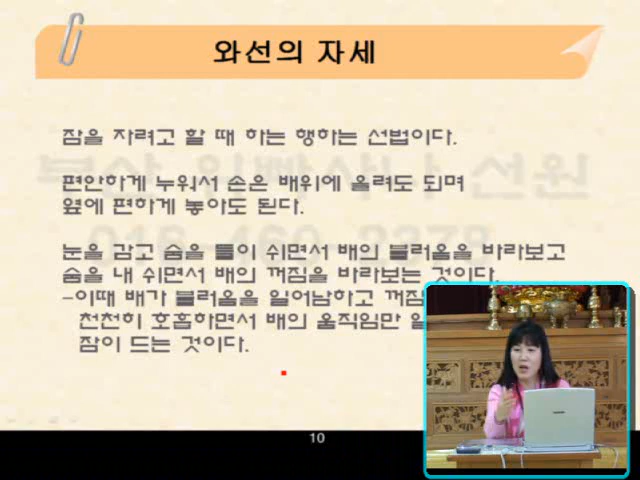 와선의 자세
잠을 자려고 할 때 하는 행하는 선법이다.
편안하게 누워서 손은 배위에 올려도 되며
옆에 편하게 놓아도 된다.
눈을 감고 숨을 들이 쉬면서 배의 불러옴을 바라보고
숨을 내 쉬면서 배의 꺼짐을 바라보는 것이다.
-이때 배가 불러옴을 일어남하고 꺼짐
천천히 호흡하면서 배의 움직임만 알
잠이 드는 것이다.
10